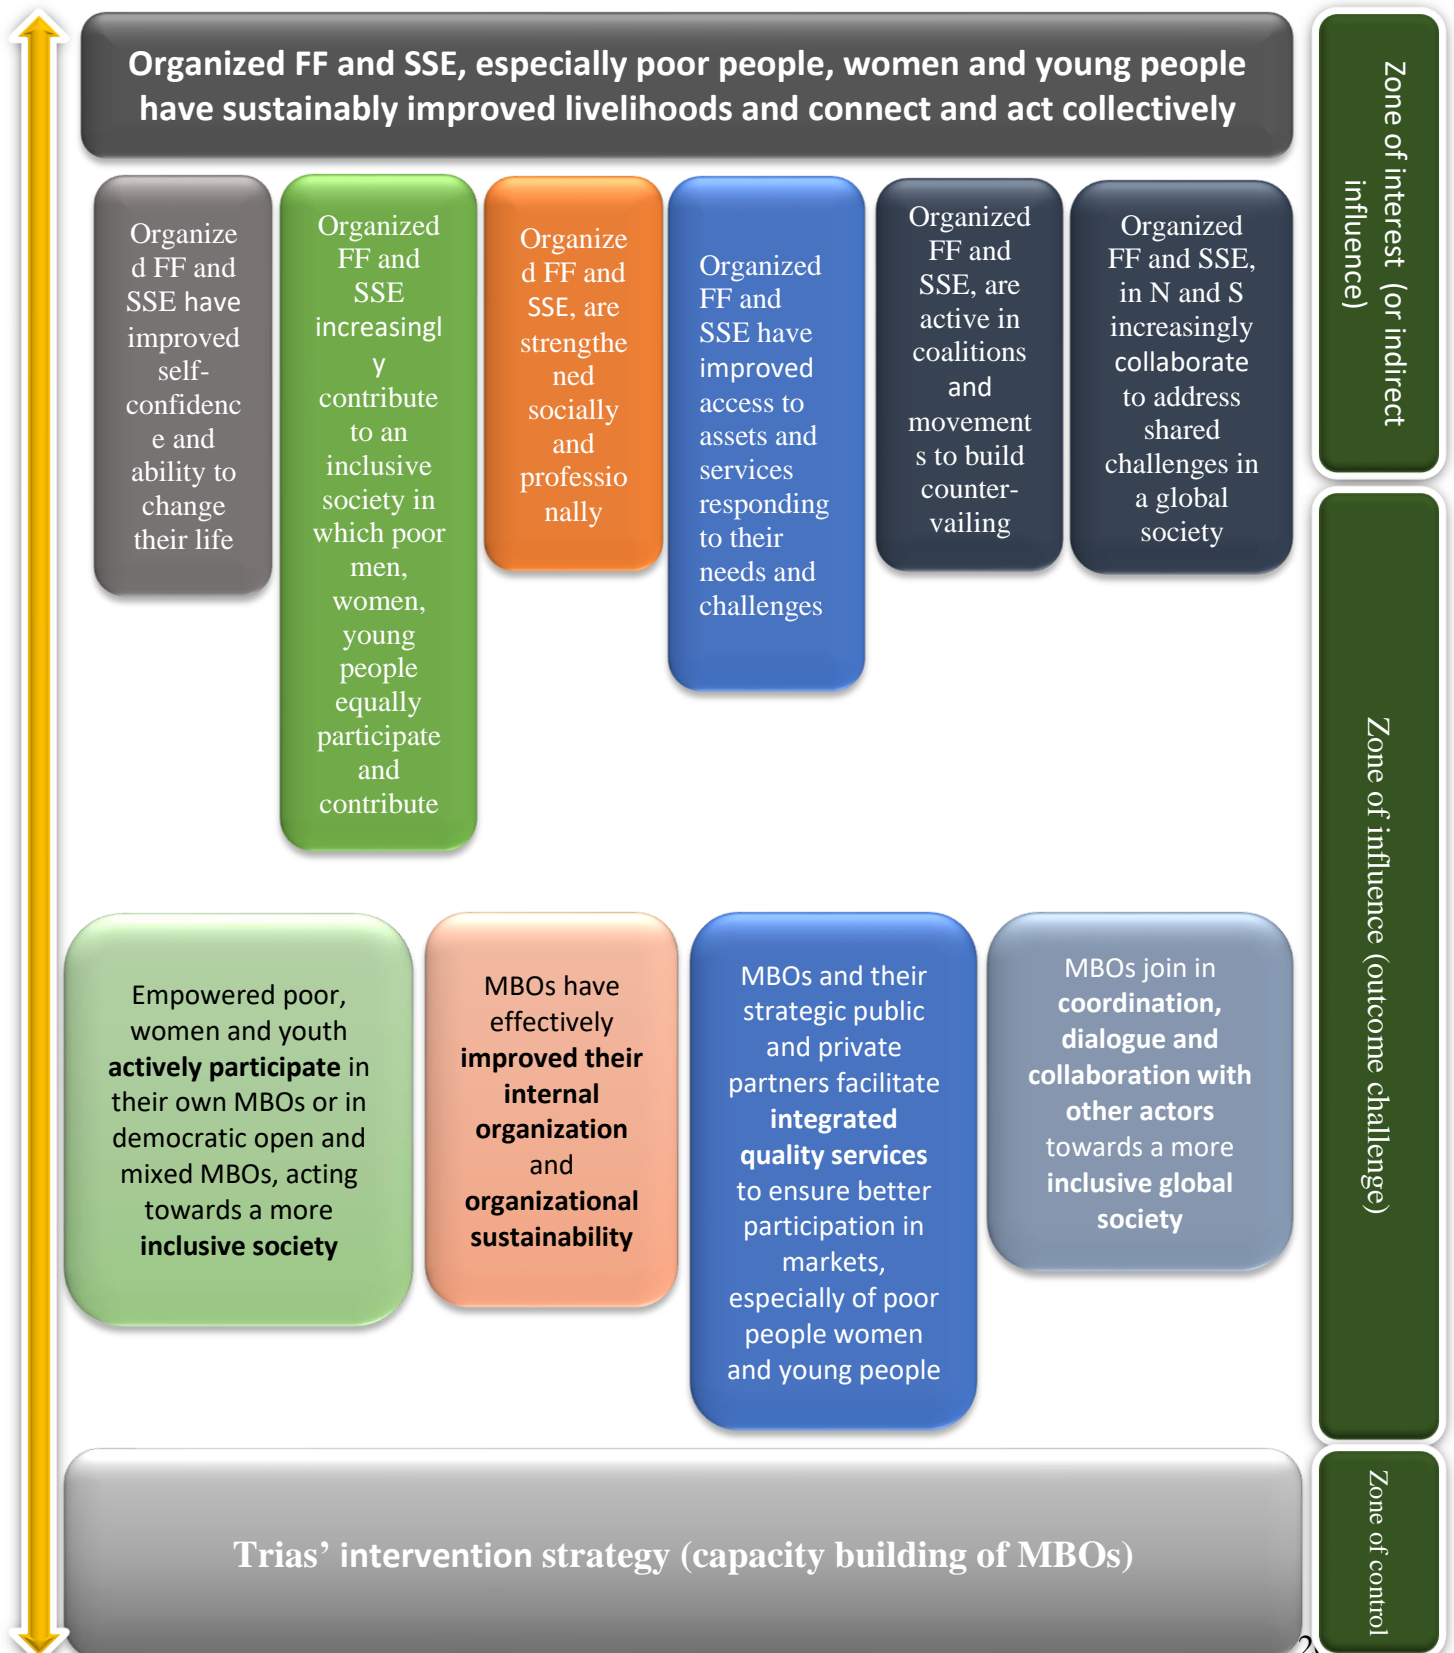 Organized FF and SSE, especially poor people, women and young people
have sustainably improved livelihoods and connect and act collectively
Organize
d FF and
SSE have
improved
self-
confidenc
e and
ability to
change
their life
Organized
FF and
SSE
increasingl
y
contribute
to an
inclusive
society in
which poor
men,
women,
young
people
equally
participate
and
contribute
Organize
d FF and
SSE, are
strengthe
ned
socially
and
professio
nally
Organized
FF and
SSE have
improved
access to
assets and
services
responding
to their
needs and
challenges
Organized
FF and
SSE, are
active in
coalitions
and
movement
s to build
counter-
vailing
Organized
FF and SSE,
in N and S
increasingly
collaborate
to address
shared
challenges in
a global
society
Zone of interest (or indirect
influence)
Empowered poor,
women and youth
actively participate in
their own MBOs or in
democratic open and
mixed MBOs, acting
towards a more
inclusive society
MBOs have
effectively
improved their
internal
organization
and
organizational
sustainability
MBOs and their
strategic public
and private
partners facilitate
integrated
quality services
to ensure better
participation in
markets,
especially of poor
people women
and young people
MBOs join in
coordination,
dialogue and
collaboration with
other actors
towards a more
inclusive global
society
Zone of influence (outcome challenge)
Trias’ intervention strategy (capacity building of MBOs)
Zone of control